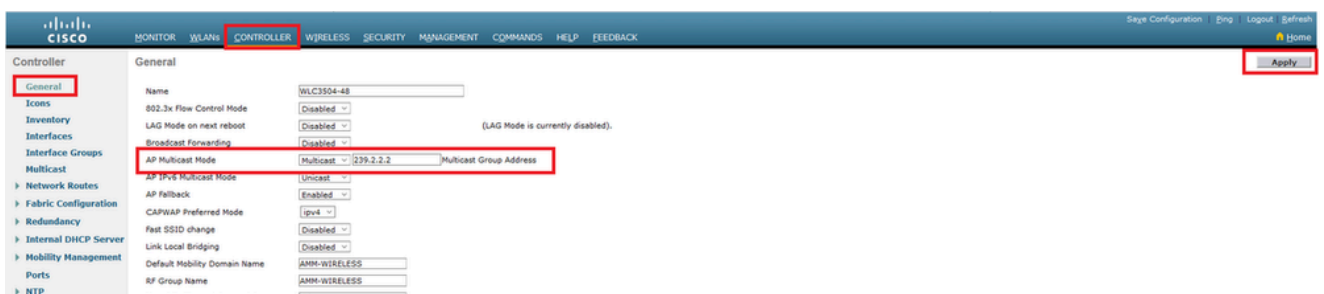 Save Configuration | Ping | Logout | Refresh
CISCO MONITOR WLANs CONTROLLER WIRELESS SECURITY MANAGEMENT COMMANDS HELP FEEDBACK Home
Controller General Apply
General
Icons
Inventory
Interfaces
Interface Groups
Multicast
Network Routes
Fabric Configuration
Redundancy
Internal DHCP Server
Mobility Management
Ports
NTP
Name WLC3504-48
802.3x Flow Control Mode Disabled
LAG Mode on next reboot Disabled (LAG Mode is currently disabled).
Broadcast Forwarding Disabled
AP Multicast Mode Multicast 239.2.2.2 Multicast Group Address
AP IPv6 Multicast Mode Unicast
AP Fallback Enabled
CAPWAP Preferred Mode ipv4
Fast SSID change Disabled
Link Local Bridging Disabled
Default Mobility Domain Name AMM-WIRELESS
RF Group Name AMM-WIRELESS